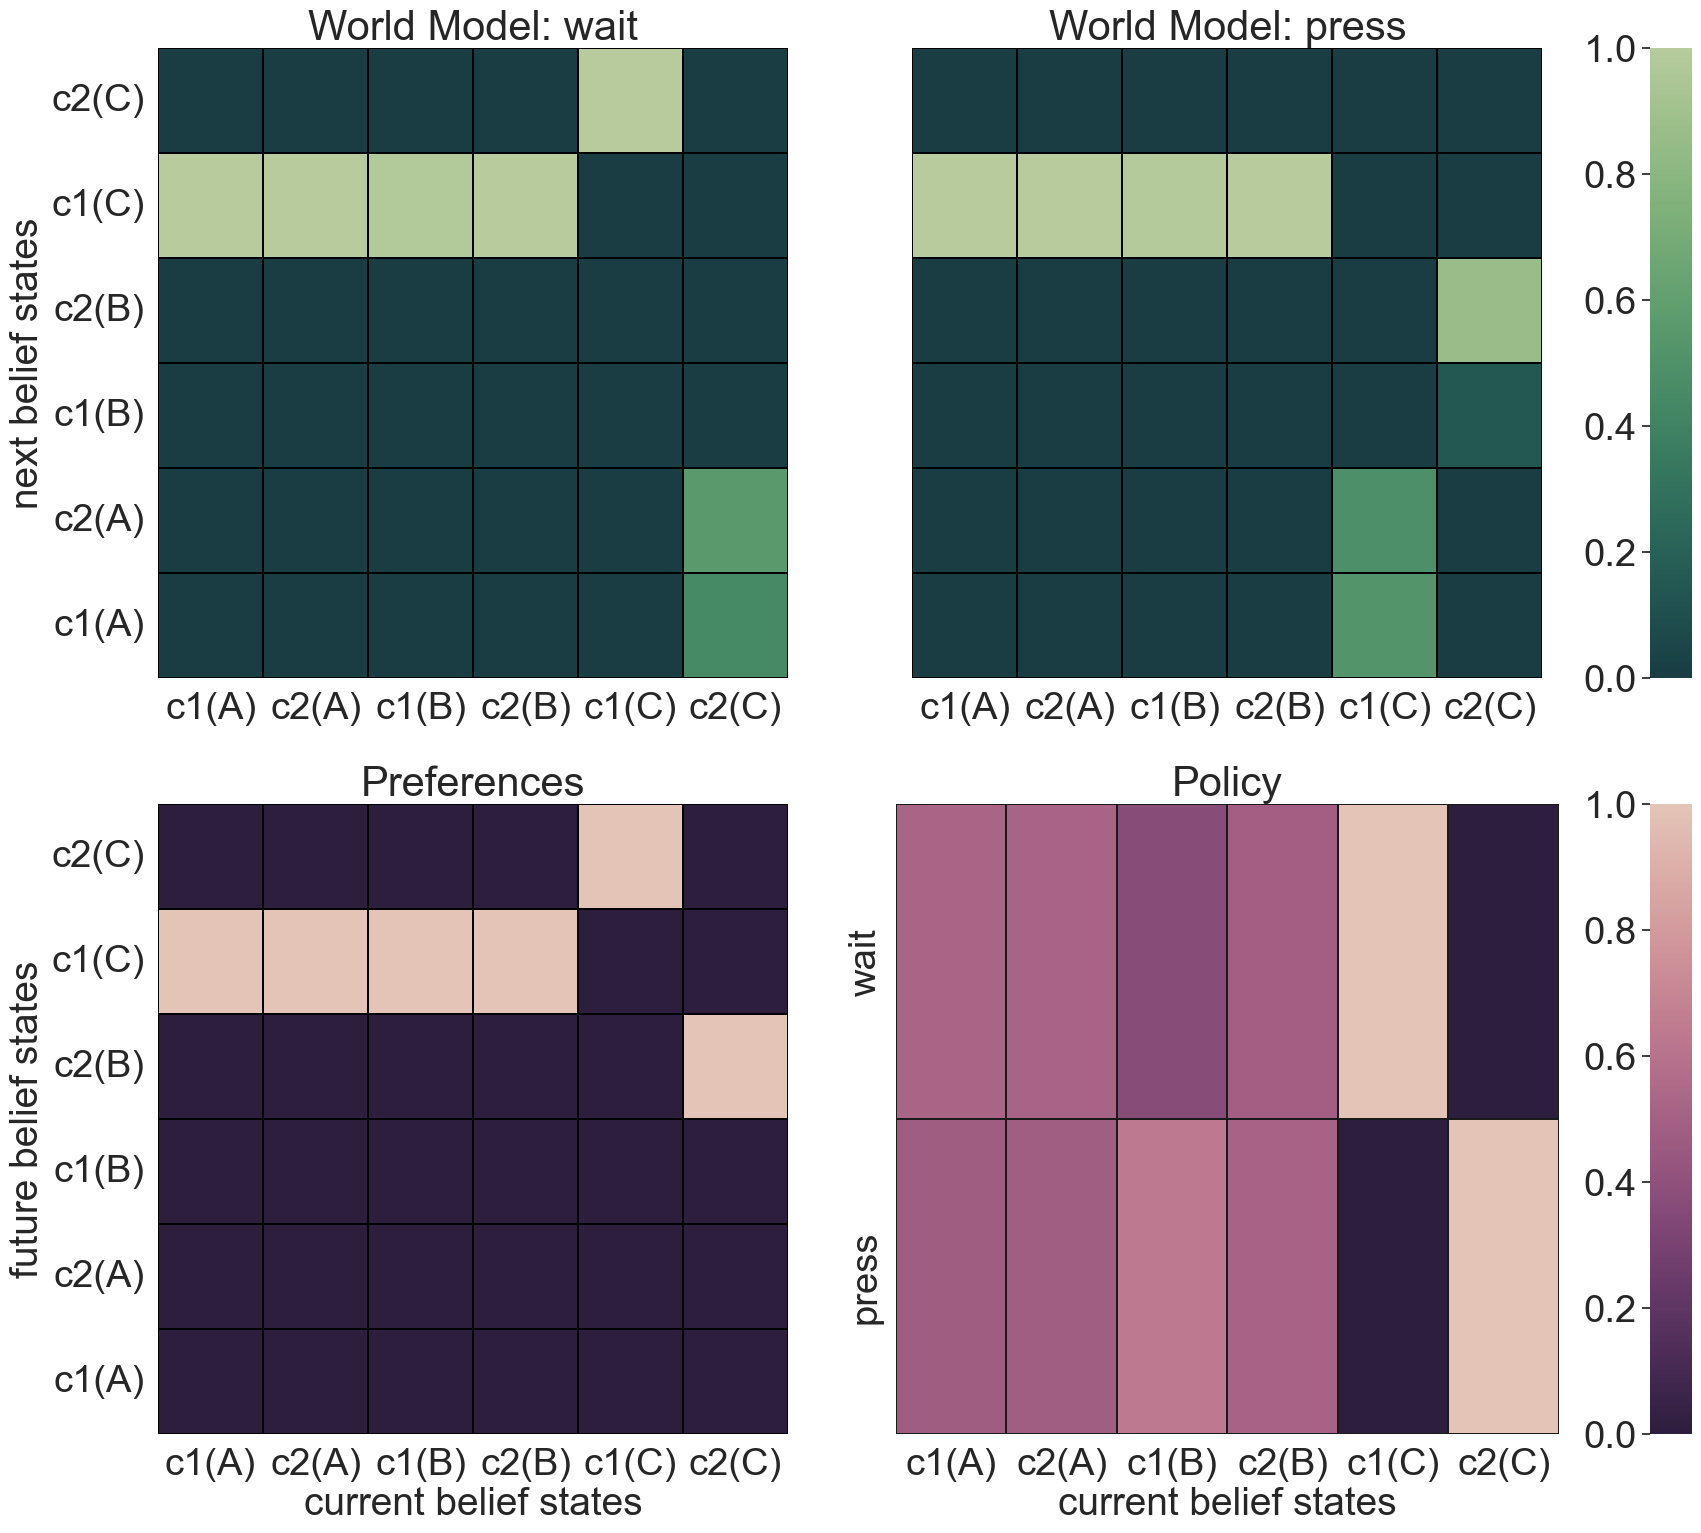 World Model: wait
World Model: press
next belief states
c2(C)
c1(C)
c2(B)
c1(B)
c2(A)
c1(A)
c1(A) c2(A) c1(B) c2(B) c1(C) c2(C)
c1(A) c2(A) c1(B) c2(B) c1(C) c2(C)
1.0
0.8
0.6
0.4
0.2
0.0
Preferences
Policy
future belief states
c2(C)
c1(C)
c2(B)
c1(B)
c2(A)
c1(A)
c1(A) c2(A) c1(B) c2(B) c1(C) c2(C)
current belief states
wait
press
c1(A) c2(A) c1(B) c2(B) c1(C) c2(C)
current belief states
1.0
0.8
0.6
0.4
0.2
0.0